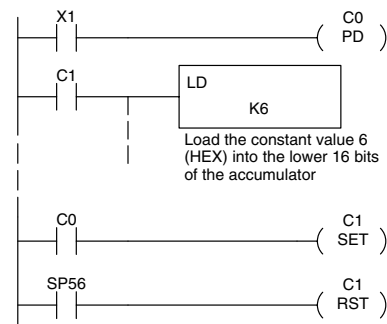 X1
C0
PD
C1
LD
K6
Load the constant value 6
(HEX) into the lower 16 bits
of the accumulator
C0
C1
SET
SP56
C1
RST